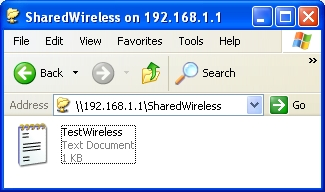 SharedWireless on 192.168.1.1
File Edit View Favorites Tools Help
Back Search
Address \\192.168.1.1\SharedWireless Go
TestWireless
Text Document
1 KB